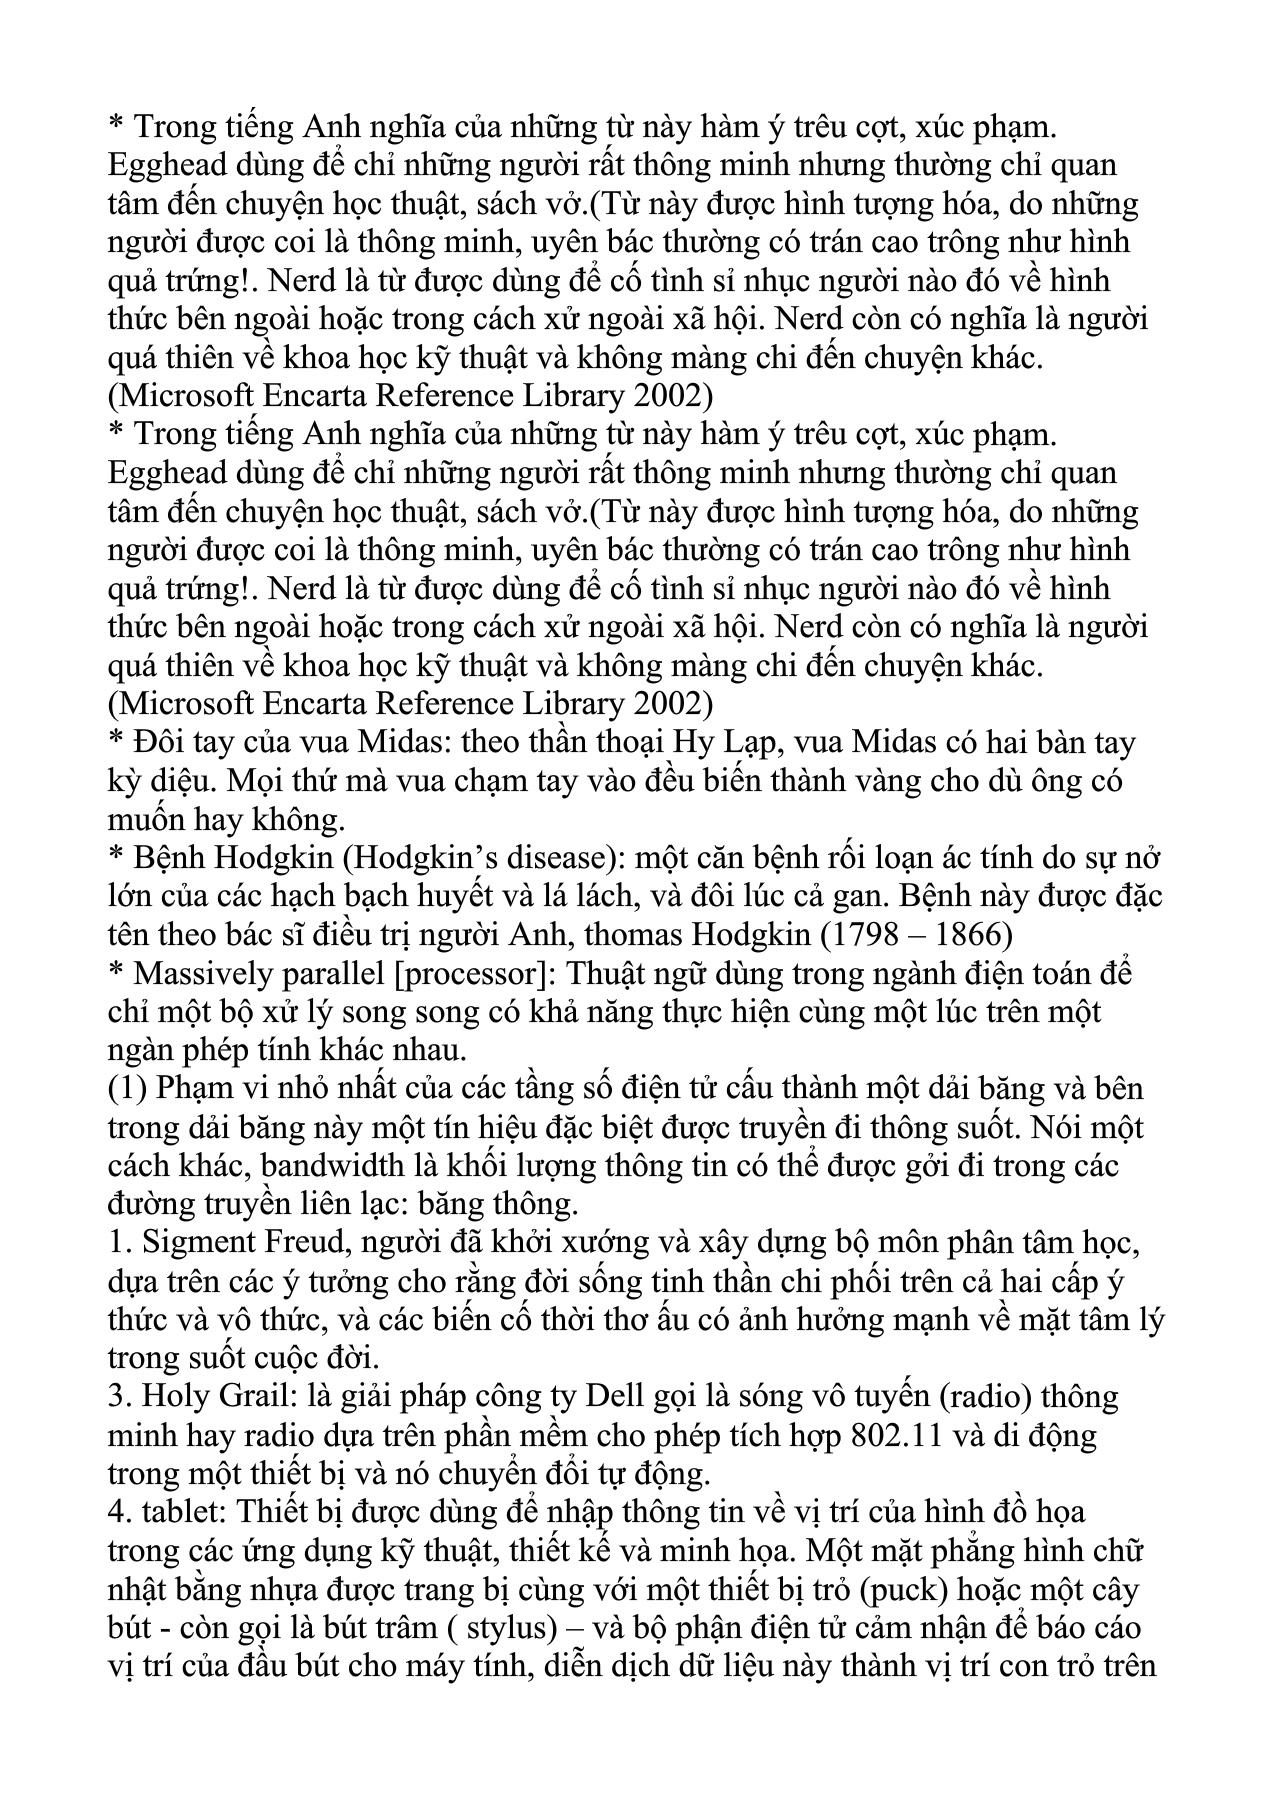 * Trong tiếng Anh nghĩa của những từ này hàm ý trêu cợt, xúc phạm.
Egghead dùng để chỉ những người rất thông minh nhưng thường chỉ quan
tâm đến chuyện học thuật, sách vở.(Từ này được hình tượng hóa, do những
người được coi là thông minh, uyên bác thường có trán cao trông như hình
quả trứng!. Nerd là từ được dùng để cố tình sỉ nhục người nào đó về hình
thức bên ngoài hoặc trong cách xử ngoài xã hội. Nerd còn có nghĩa là người
quá thiên về khoa học kỹ thuật và không màng chi đến chuyện khác.
(Microsoft Encarta Reference Library 2002)
* Trong tiếng Anh nghĩa của những từ này hàm ý trêu cợt, xúc phạm.
Egghead dùng để chỉ những người rất thông minh nhưng thường chỉ quan
tâm đến chuyện học thuật, sách vở.(Từ này được hình tượng hóa, do những
người được coi là thông minh, uyên bác thường có trán cao trông như hình
quả trứng!. Nerd là từ được dùng để cố tình sỉ nhục người nào đó về hình
thức bên ngoài hoặc trong cách xử ngoài xã hội. Nerd còn có nghĩa là người
quá thiên về khoa học kỹ thuật và không màng chi đến chuyện khác.
(Microsoft Encarta Reference Library 2002)
* Đôi tay của vua Midas: theo thần thoại Hy Lạp, vua Midas có hai bàn tay
kỳ diệu. Mọi thứ mà vua chạm tay vào đều biến thành vàng cho dù ông có
muốn hay không.
* Bệnh Hodgkin (Hodgkin’s disease): một căn bệnh rối loạn ác tính do sự nở
lớn của các hạch bạch huyết và lá lách, và đôi lúc cả gan. Bệnh này được đặc
tên theo bác sĩ điều trị người Anh, thomas Hodgkin (1798 – 1866)
* Massively parallel [processor]: Thuật ngữ dùng trong ngành điện toán để
chỉ một bộ xử lý song song có khả năng thực hiện cùng một lúc trên một
ngàn phép tính khác nhau.
(1) Phạm vi nhỏ nhất của các tầng số điện tử cấu thành một dải băng và bên
trong dải băng này một tín hiệu đặc biệt được truyền đi thông suốt. Nói một
cách khác, bandwidth là khối lượng thông tin có thể được gởi đi trong các
đường truyền liên lạc: băng thông.
1. Sigment Freud, người đã khởi xướng và xây dựng bộ môn phân tâm học,
dựa trên các ý tưởng cho rằng đời sống tinh thần chi phối trên cả hai cấp ý
thức và vô thức, và các biến cố thời thơ ấu có ảnh hưởng mạnh về mặt tâm lý
trong suốt cuộc đời.
3. Holy Grail: là giải pháp công ty Dell gọi là sóng vô tuyến (radio) thông
minh hay radio dựa trên phần mềm cho phép tích hợp 802.11 và di động
trong một thiết bị và nó chuyển đổi tự động.
4. tablet: Thiết bị được dùng để nhập thông tin về vị trí của hình đồ họa
trong các ứng dụng kỹ thuật, thiết kế và minh họa. Một mặt phẳng hình chữ
nhật bằng nhựa được trang bị cùng với một thiết bị trỏ (puck) hoặc một cây
bút - còn gọi là bút trâm ( stylus) – và bộ phận điện tử cảm nhận để báo cáo
vị trí của đầu bút cho máy tính, diễn dịch dữ liệu này thành vị trí con trỏ trên